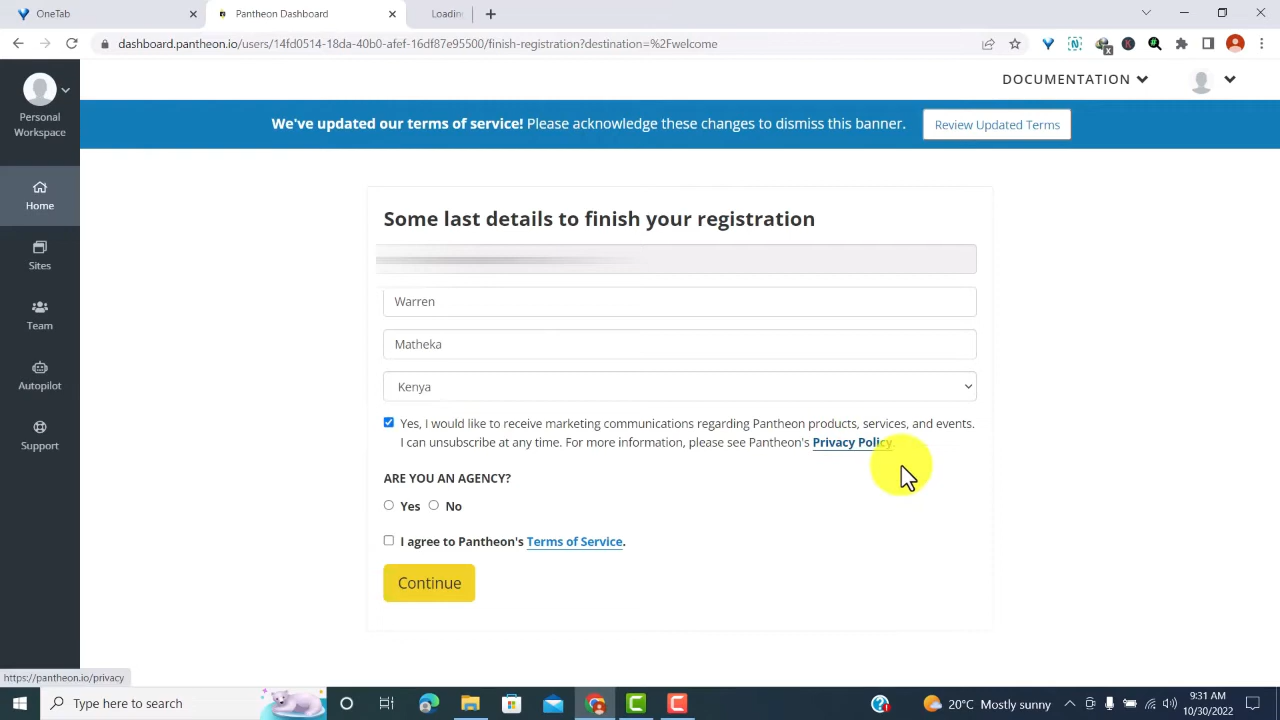 OneTab
Pantheon Dashboard
Loading
dashboard.pantheon.io/users/14fd0514-18da-40b0-afef-16df87dd5500/finish-registration?destination=%2Fwelcome
DOCUMENTATION
Personal
Workspace
We've updated our terms of service! Please acknowledge these changes to dismiss this banner.
Review Updated Terms
Home
Sites
Team
Autopilot
Support
Some last details to finish your registration
Warren
Matheka
Kenya
Yes, I would like to receive marketing communications regarding Pantheon products, services, and events.
I can unsubscribe at any time. For more information, please see Pantheon's Privacy Policy.
ARE YOU AN AGENCY?
Yes No
I agree to Pantheon's Terms of Service.
Continue
https://pantheon.io/privacy
Type here to search
20°C Mostly sunny
9:31 AM
10/30/2022